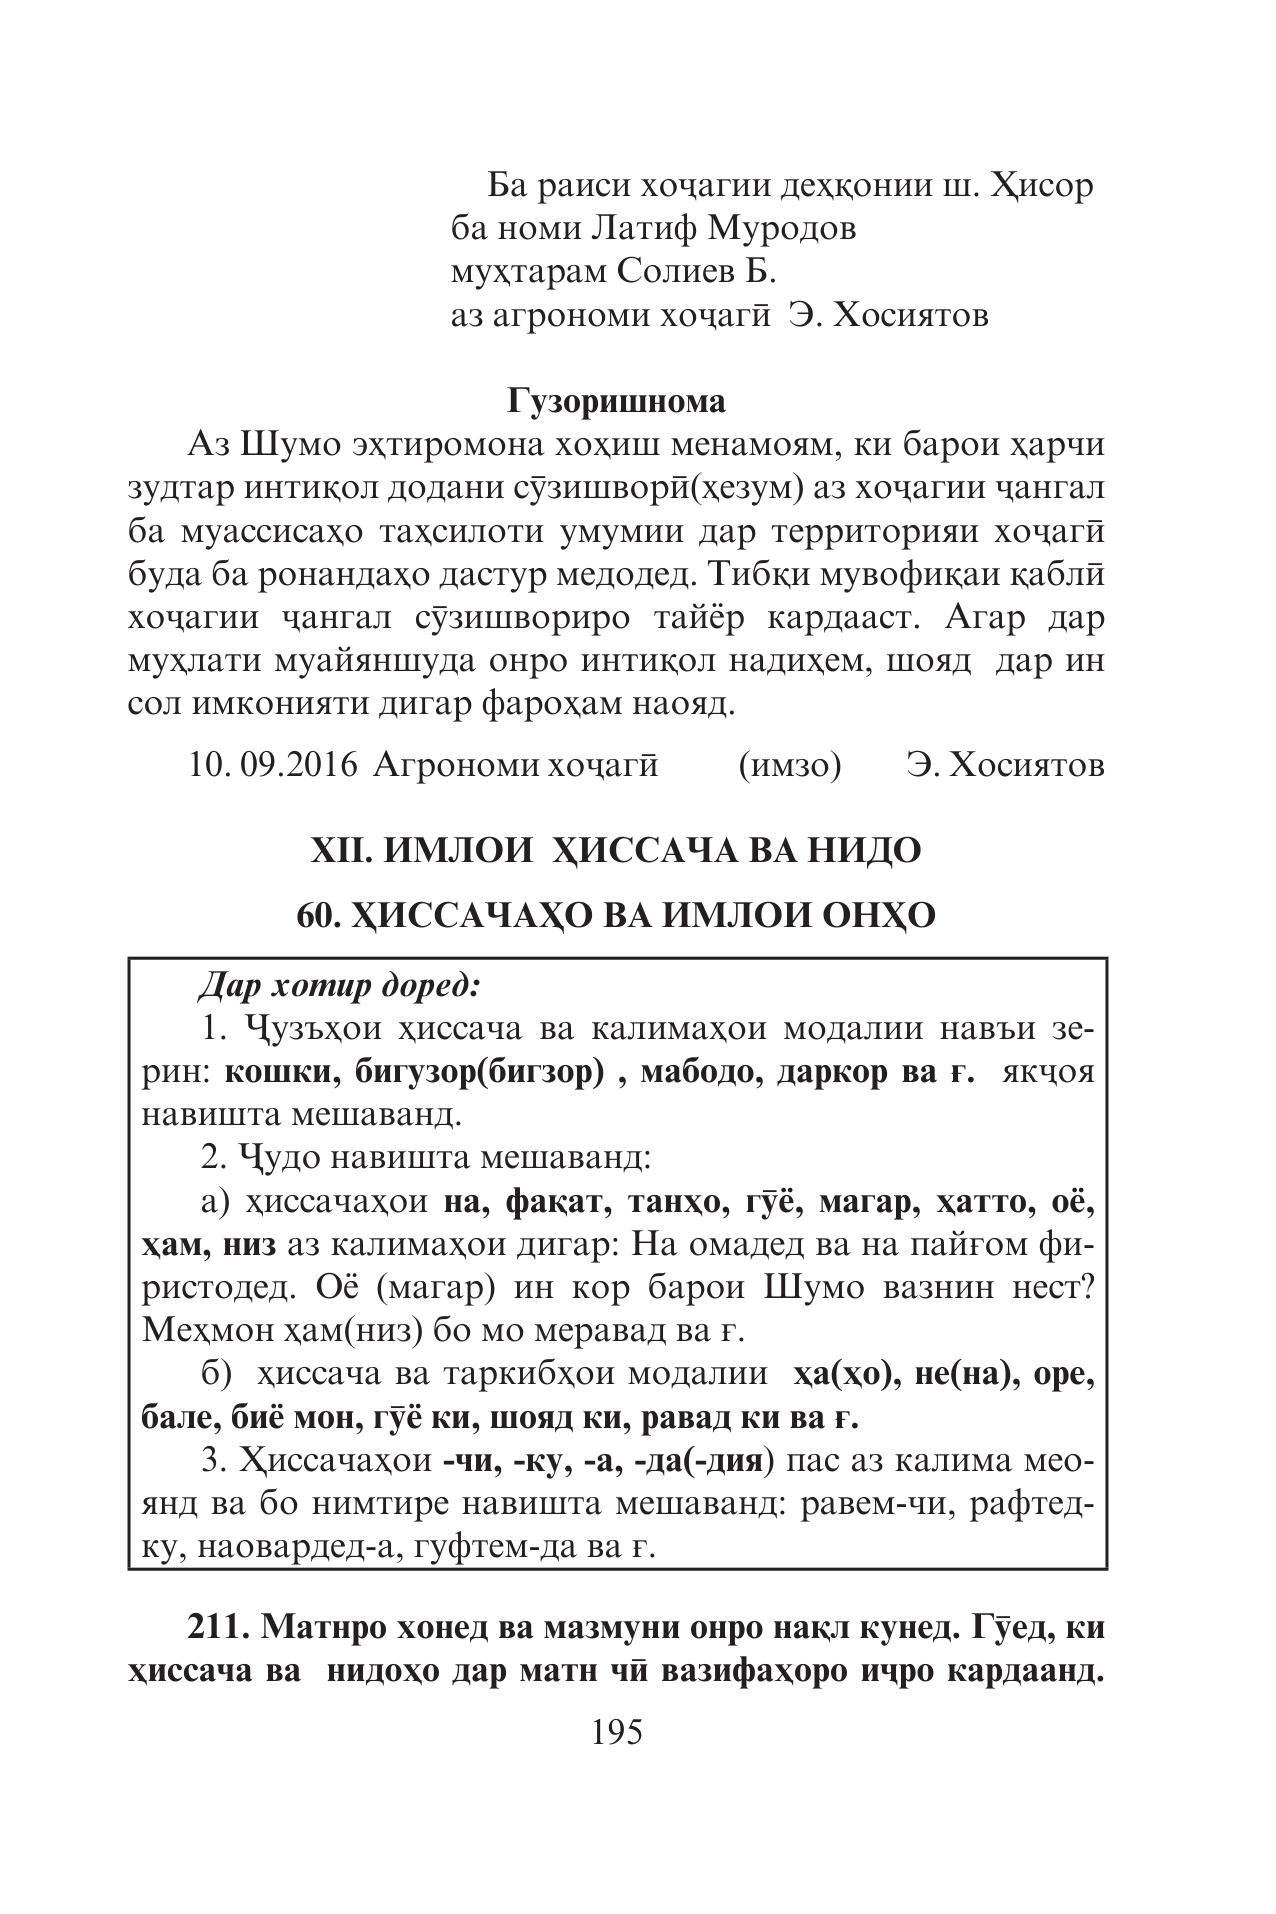 Ба раиси хоҷагии деҳқонии ш. Ҳисор
ба номи Латиф Муродов
муҳтарам Солиев Б.
аз агрономи хоҷагӣ Э. Хосиятов
Гузоришнома
Аз Шумо эҳтиромона хоҳиш менамоям, ки барои ҳарчи
зудтар интиқол додани сӯзишворӣ(ҳезум) аз хоҷагии ҷангал
ба муассисаҳо таҳсилоти умумии дар территорияи хоҷагӣ
буда ба ронандаҳо дастур медодед. Тибқи мувофиқаи қаблӣ
хоҷагии ҷангал сӯзишвориро тайёр кардааст. Агар дар
муҳлати муайяншуда онро интиқол надиҳем, шояд дар ин
сол имконияти дигар фароҳам наояд.
10. 09.2016 Агрономи хоҷагӣ (имзо) Э. Хосиятов
XII. ИМЛОИ ҲИССАЧА ВА НИДО
60. ҲИССАЧАҲО ВА ИМЛОИ ОНҲО
Дар хотир доред:
1. Ҷузъҳои ҳиссача ва калимаҳои модалии навъи зе-
рин: кошки, бигузор(бигзор) , мабодо, даркор ва ғ. якҷоя
навишта мешаванд.
2. Ҷудо навишта мешаванд:
а) ҳиссачаҳои на, фақат, танҳо, гӯё, магар, ҳатто, оё,
ҳам, низ аз калимаҳои дигар: На омадед ва на пайғом фи-
ристодед. Оё (магар) ин кор барои Шумо вазнин нест?
Меҳмон ҳам(низ) бо мо меравад ва ғ.
б) ҳиссача ва таркибҳои модалии ҳа(ҳо), не(на), оре,
бале, биё мон, гӯё ки, шояд ки, равад ки ва ғ.
3. Ҳиссачаҳои -чи, -ку, -а, -да(-дия) пас аз калима мео-
янд ва бо нимтире навишта мешаванд: равем-чи, рафтед-
ку, наовардед-а, гуфтем-да ва ғ.
211. Матнро хонед ва мазмуни онро нақл кунед. Гӯед, ки
ҳиссача ва нидоҳо дар матн чӣ вазифаҳоро иҷро кардаанд.
195